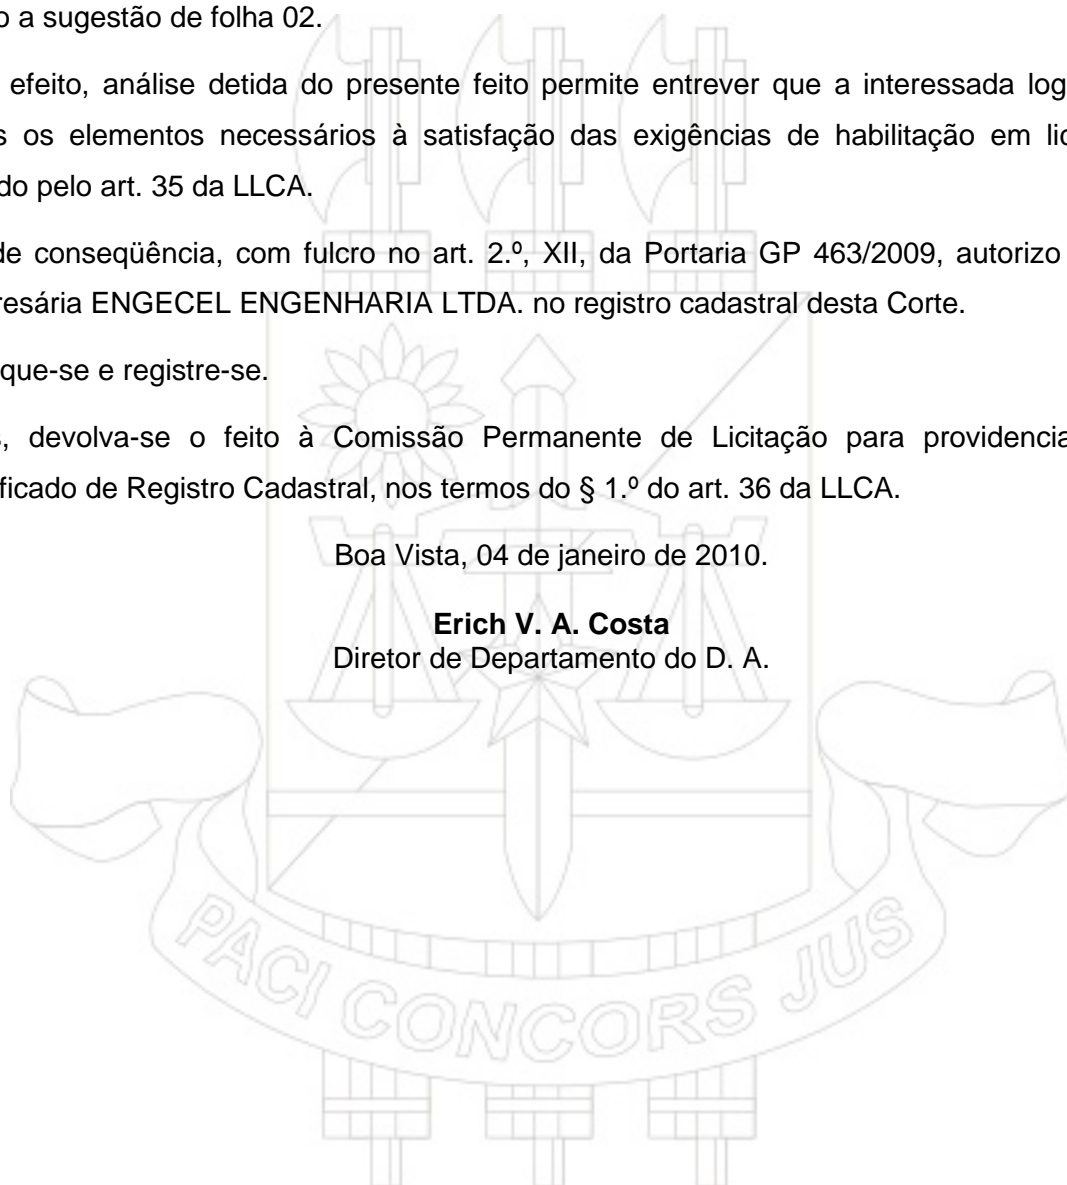 o a sugestão de folha 02.
efeito, análise detida do presente feito permite entrever que a interessada log
s os elementos necessários à satisfação das exigências de habilitação em lic
do pelo art. 35 da LLCA.
de conseqüência, com fulcro no art. 2.º, XII, da Portaria GP 463/2009, autorizo
resária ENGECEL ENGENHARIA LTDA. no registro cadastral desta Corte.
que-se e registre-se.
s, devolva-se o feito à Comissão Permanente de Licitação para providencia
ficado de Registro Cadastral, nos termos do § 1.º do art. 36 da LLCA.
Boa Vista, 04 de janeiro de 2010.
Erich V. A. Costa
Diretor de Departamento do D. A.
PACI CONCORS JUS